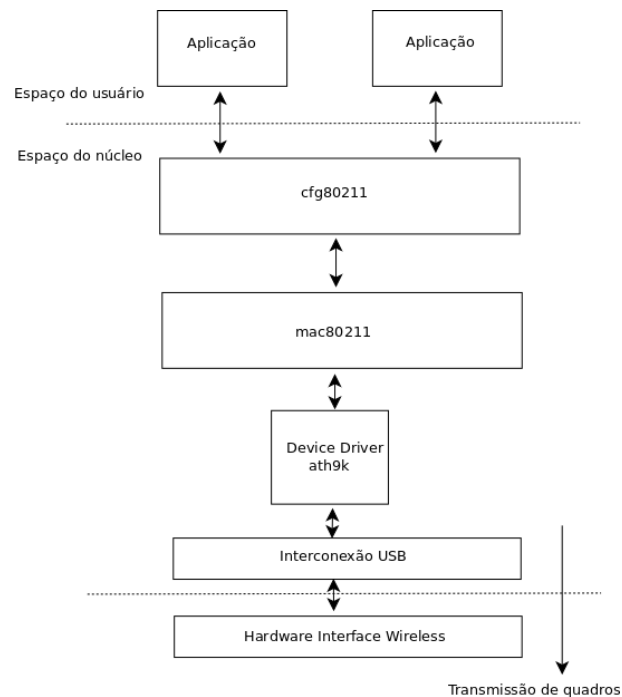 Aplicação
Aplicação
Espaço do usuário
Espaço do núcleo
cfg80211
mac80211
Device Driver
ath9k
Interconexão USB
Hardware Interface Wireless
Transmissão de quadros